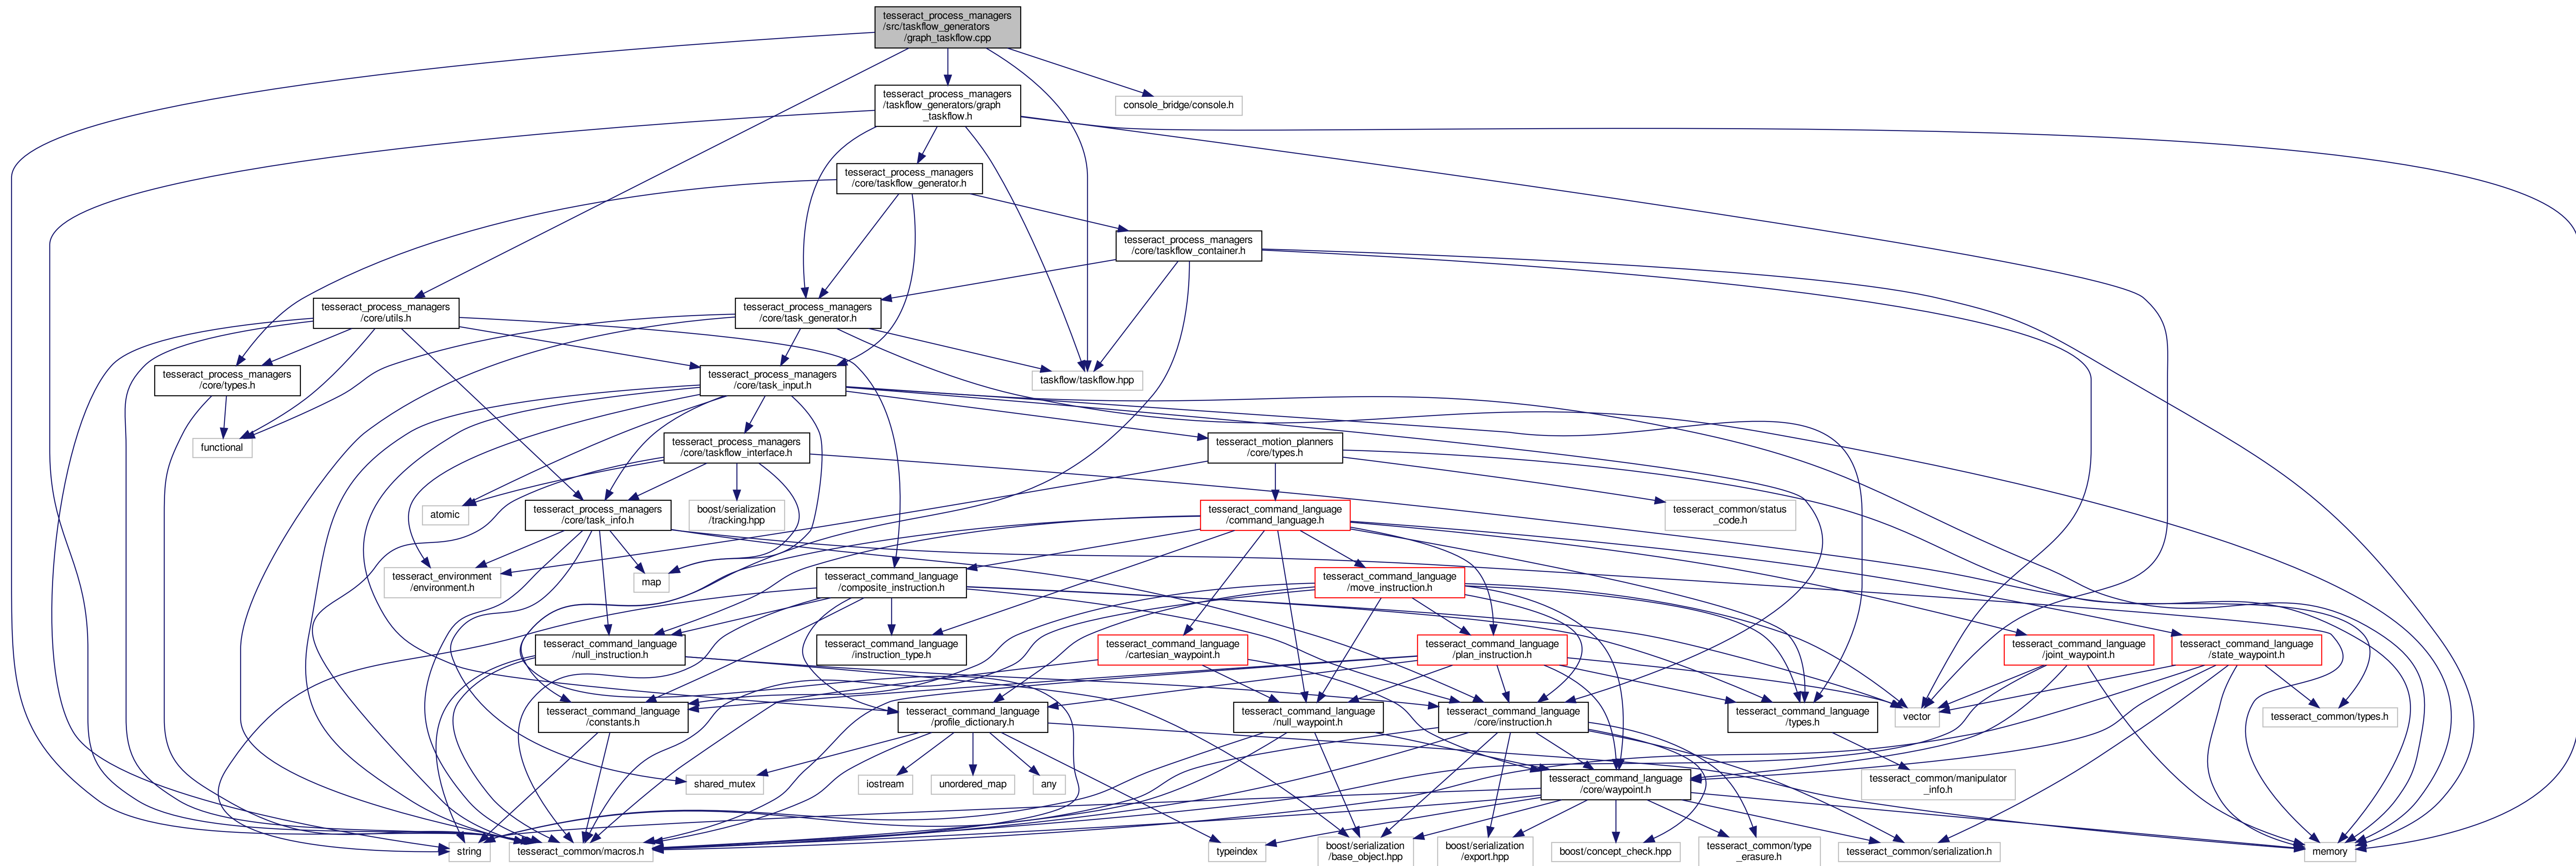 tesseract_process_managers
/src/taskflow_generators
/graph_taskflow.cpp
tesseract_process_managers
/taskflow_generators/graph
_taskflow.h
console_bridge/console.h
tesseract_process_managers
/core/taskflow_generator.h
tesseract_process_managers
/core/taskflow_container.h
tesseract_process_managers
/core/utils.h
tesseract_process_managers
/core/task_generator.h
tesseract_process_managers
/core/types.h
tesseract_process_managers
/core/task_input.h
taskflow/taskflow.hpp
functional
tesseract_process_managers
/core/taskflow_interface.h
tesseract_motion_planners
/core/types.h
atomic
tesseract_process_managers
/core/task_info.h
boost/serialization
/tracking.hpp
tesseract_command_language
/command_language.h
tesseract_common/status
_code.h
tesseract_environment
/environment.h
map
tesseract_command_language
/composite_instruction.h
tesseract_command_language
/move_instruction.h
tesseract_command_language
/null_instruction.h
tesseract_command_language
/instruction_type.h
tesseract_command_language
/cartesian_waypoint.h
tesseract_command_language
/plan_instruction.h
tesseract_command_language
/joint_waypoint.h
tesseract_command_language
/state_waypoint.h
tesseract_command_language
/constants.h
tesseract_command_language
/profile_dictionary.h
tesseract_command_language
/null_waypoint.h
tesseract_command_language
/core/instruction.h
tesseract_command_language
/types.h
vector
tesseract_common/types.h
shared_mutex
iostream
unordered_map
any
tesseract_command_language
/core/waypoint.h
tesseract_common/manipulator
_info.h
string
tesseract_common/macros.h
typeindex
boost/serialization
/base_object.hpp
boost/serialization
/export.hpp
boost/concept_check.hpp
tesseract_common/type
_erasure.h
tesseract_common/serialization.h
memory